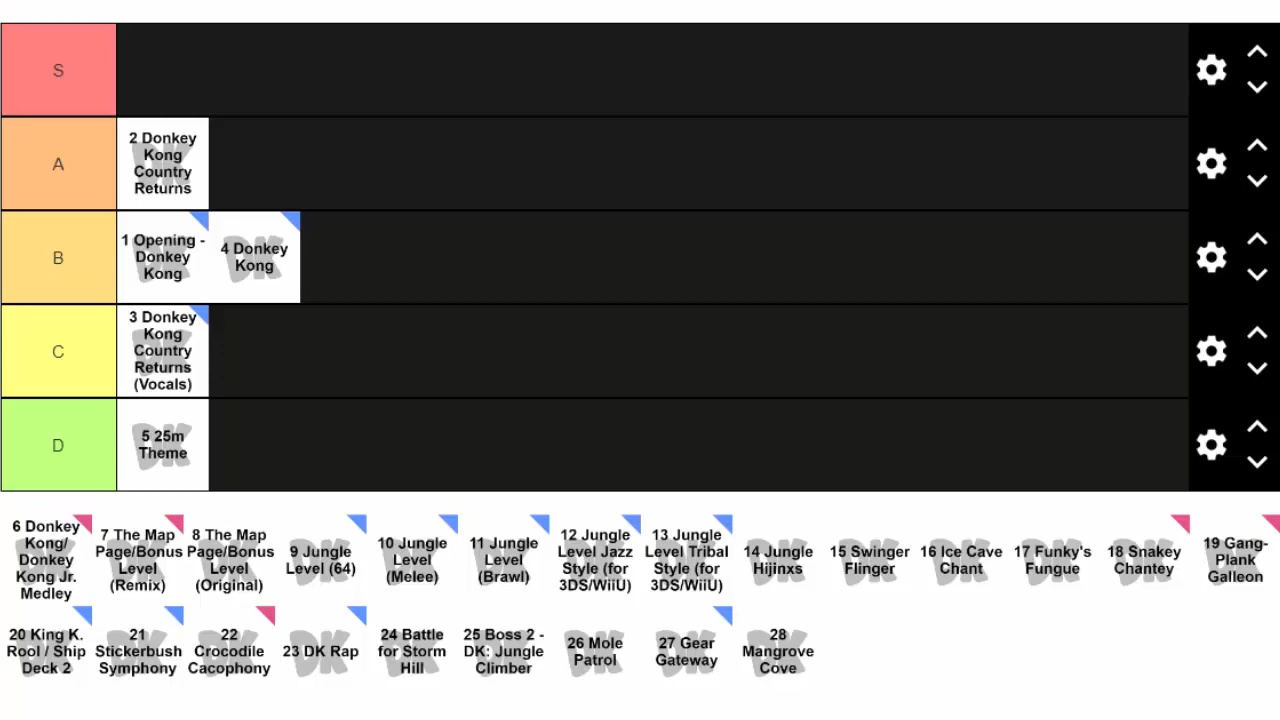 S
A
2 Donkey
Kong
Country
Returns
B
1 Opening -
Donkey
Kong
4 Donkey
Kong
C
3 Donkey
Kong
Country
Returns
(Vocals)
D
5 25m
Theme
6 Donkey
Kong/
Donkey
Kong Jr.
Medley
7 The Map
Page/Bonus
Level
(Remix)
8 The Map
Page/Bonus
Level
(Original)
9 Jungle
Level (64)
10 Jungle
Level
(Melee)
11 Jungle
Level
(Brawl)
12 Jungle
Level Jazz
Style (for
3DS/WiiU)
13 Jungle
Level Tribal
Style (for
3DS/WiiU)
14 Jungle
Hijinxs
15 Swinger
Flinger
16 Ice Cave
Chant
17 Funky's
Fungue
18 Snakey
Chantey
19 Gang-
Plank
Galleon
20 King K.
Rool / Ship
Deck 2
21
Stickerbush
Symphony
22
Crocodile
Cacophony
23 DK Rap
24 Battle
for Storm
Hill
25 Boss 2 -
DK: Jungle
Climber
26 Mole
Patrol
27 Gear
Gateway
28
Mangrove
Cove